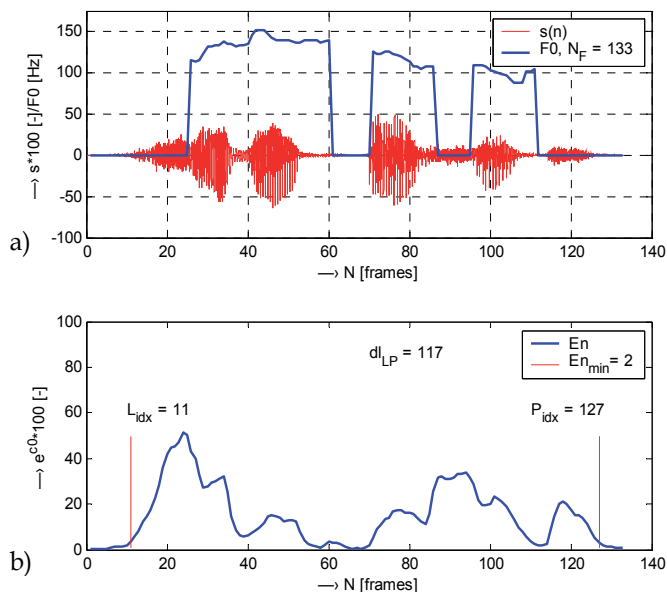 150
100
50
0
-50
-100
0 20 40 60 80 100 120 140
—> s*100 [-]/F0 [Hz]
—> N [frames]
s(n)
F0, N_F = 133
a)
100
80
60
40
20
0
0 20 40 60 80 100 120 140
—> e^c0*100 [-]
—> N [frames]
L_idx = 11
dl_LP = 117
P_idx = 127
En
En_min = 2
b)